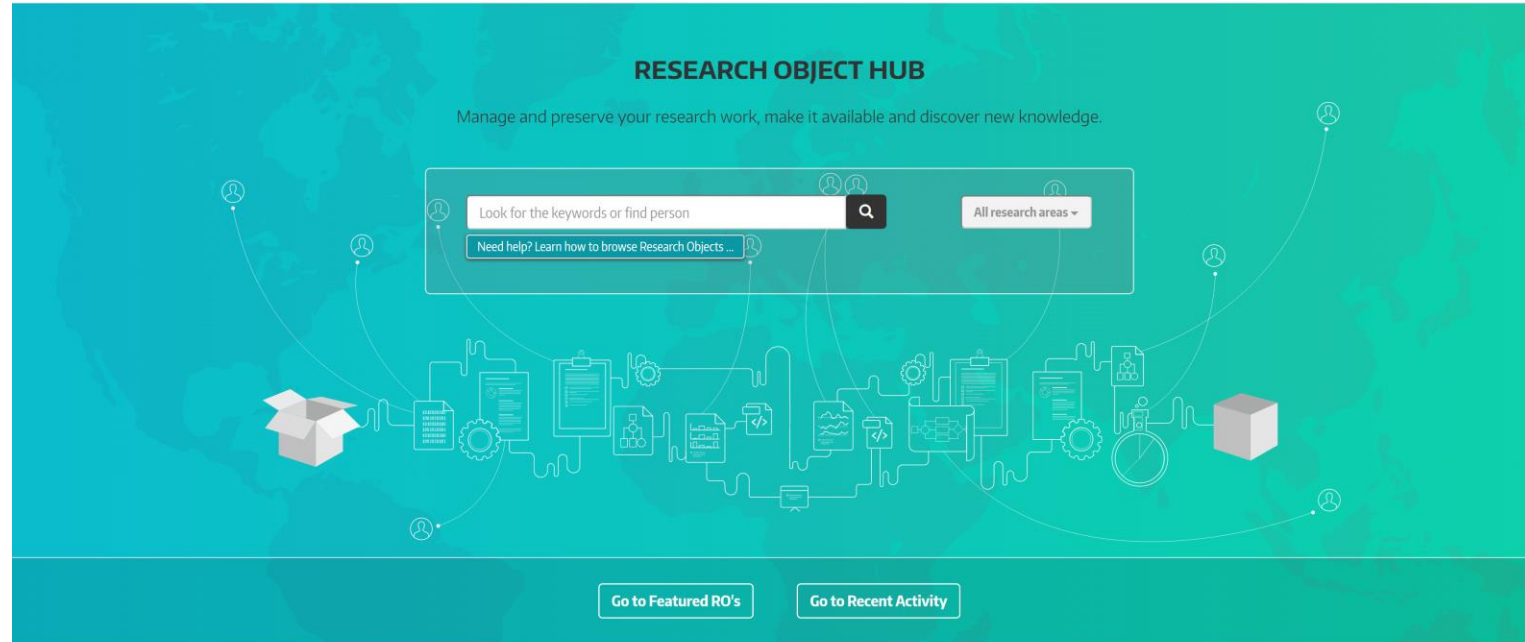 RESEARCH OBJECT HUB
Manage and preserve your research work, make it available and discover new knowledge.
Look for the keywords or find person
All research areas
Need help? Learn how to browse Research Objects ...
</>
</>
Go to Featured RO's
Go to Recent Activity